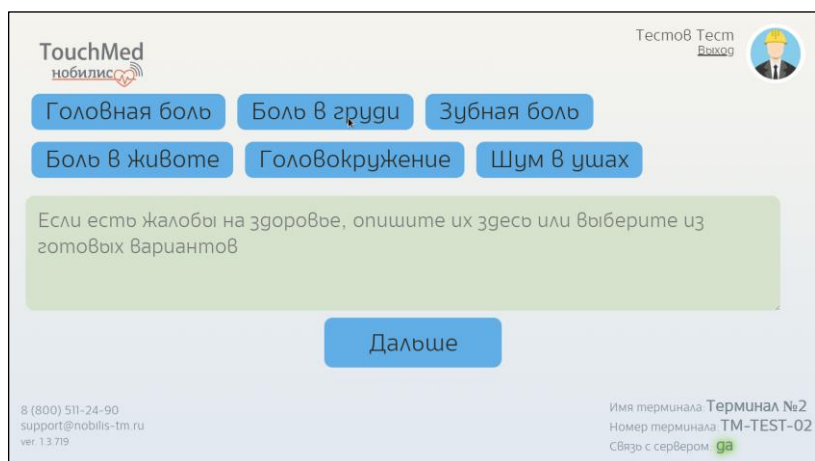 TouchMed
нобилис
Тестов Тест
Выход
Головная боль Боль в груди Зубная боль
Боль в животе Головокружение Шум в ушах
Если есть жалобы на здоровье, опишите их здесь или выберите из
готовых вариантов
Дальше
8 (800) 511-24-90
support@nobilis-tm.ru
ver. 1.3.719
Имя терминала: Терминал №2
Номер терминала: TM-TEST-02
Связь с сервером: да